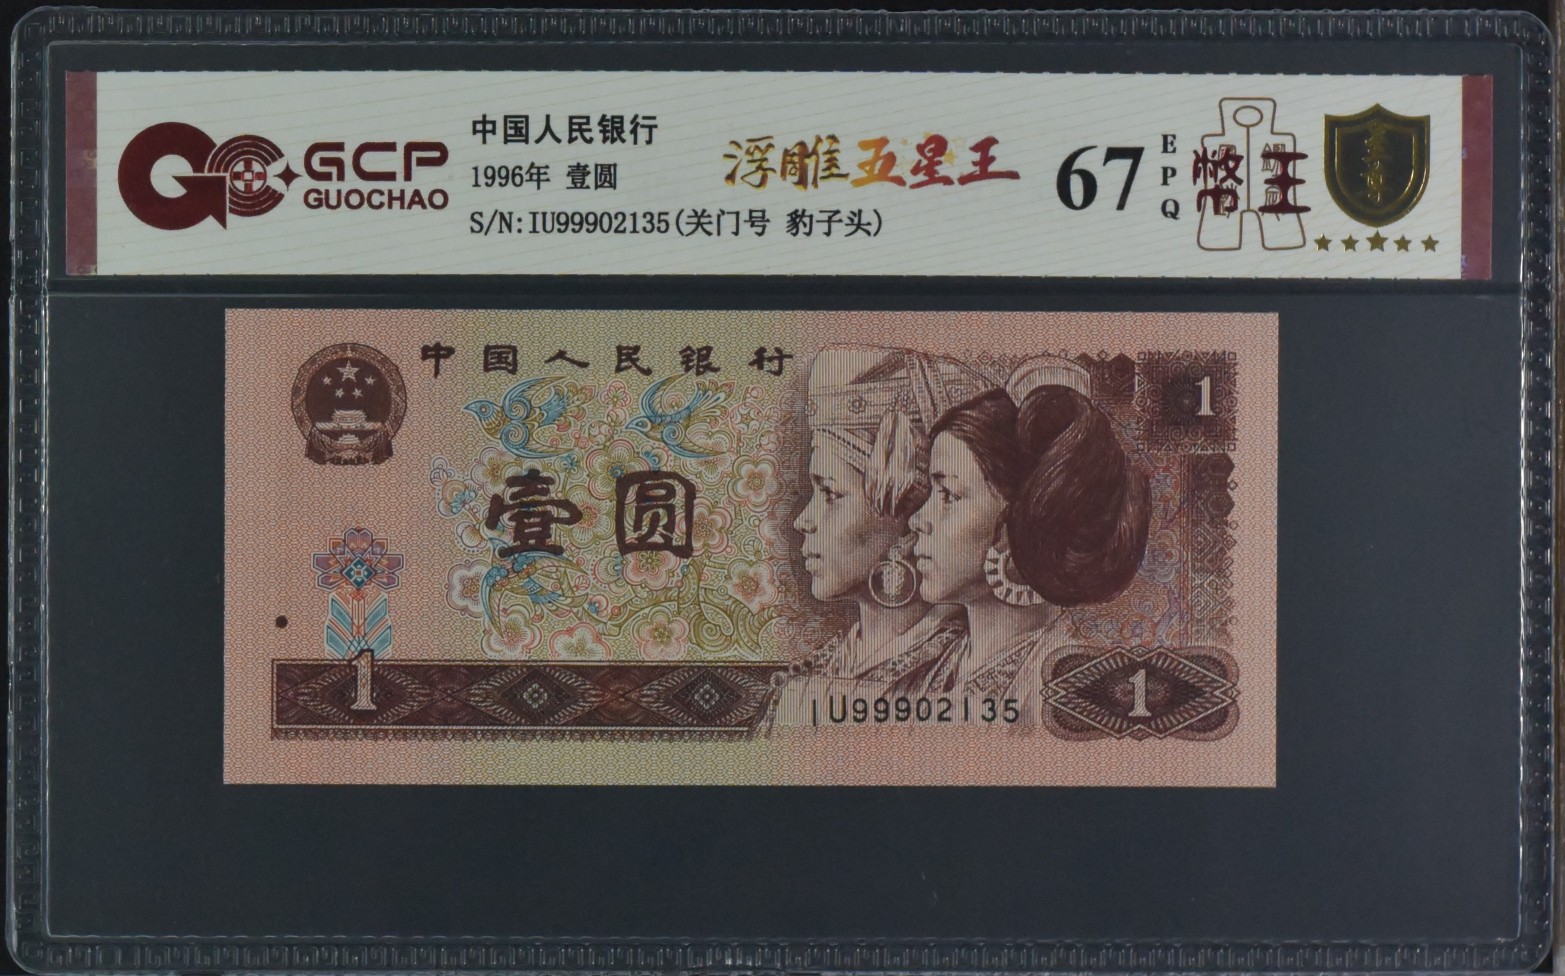 GCP
GUOCHAO
中国人民银行
1996年 壹圆
S/N:IU99902135(关门号 豹子头)
浮雕五星王
67
EPQ
幣王
中国人民银行
1
壹圆
1
IU99902135
1